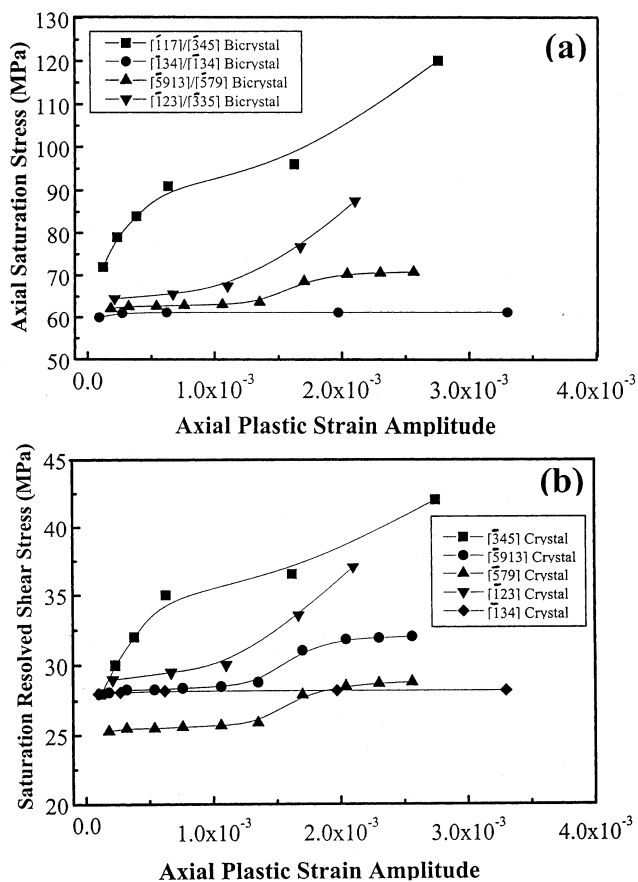 (a)
130
120
110
100
90
80
70
60
50
Axial Saturation Stress (MPa)
[1̄17]/[3̄45] Bicrystal
[1̄34]/[1̄34] Bicrystal
[5̄913]/[5̄79] Bicrystal
[1̄23]/[3̄35] Bicrystal
0.0 1.0x10⁻³ 2.0x10⁻³ 3.0x10⁻³ 4.0x10⁻³
Axial Plastic Strain Amplitude
(b)
45
40
35
30
25
20
Saturation Resolved Shear Stress (MPa)
[3̄45] Crystal
[5̄913] Crystal
[5̄79] Crystal
[1̄23] Crystal
[1̄34] Crystal
0.0 1.0x10⁻³ 2.0x10⁻³ 3.0x10⁻³ 4.0x10⁻³
Axial Plastic Strain Amplitude